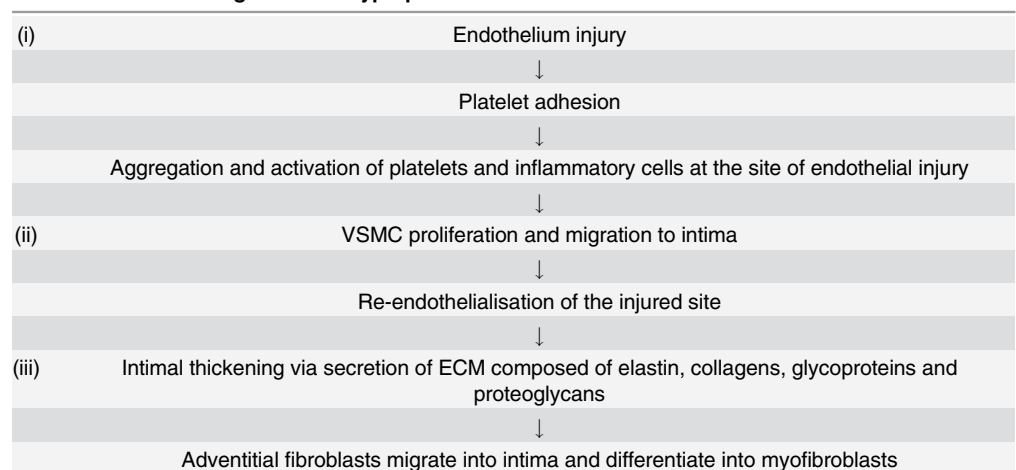 (i) Endothelium injury
↓
Platelet adhesion
↓
Aggregation and activation of platelets and inflammatory cells at the site of endothelial injury
↓
(ii) VSMC proliferation and migration to intima
↓
Re-endothelialisation of the injured site
↓
(iii) Intimal thickening via secretion of ECM composed of elastin, collagens, glycoproteins and
proteoglycans
↓
Adventitial fibroblasts migrate into intima and differentiate into myofibroblasts